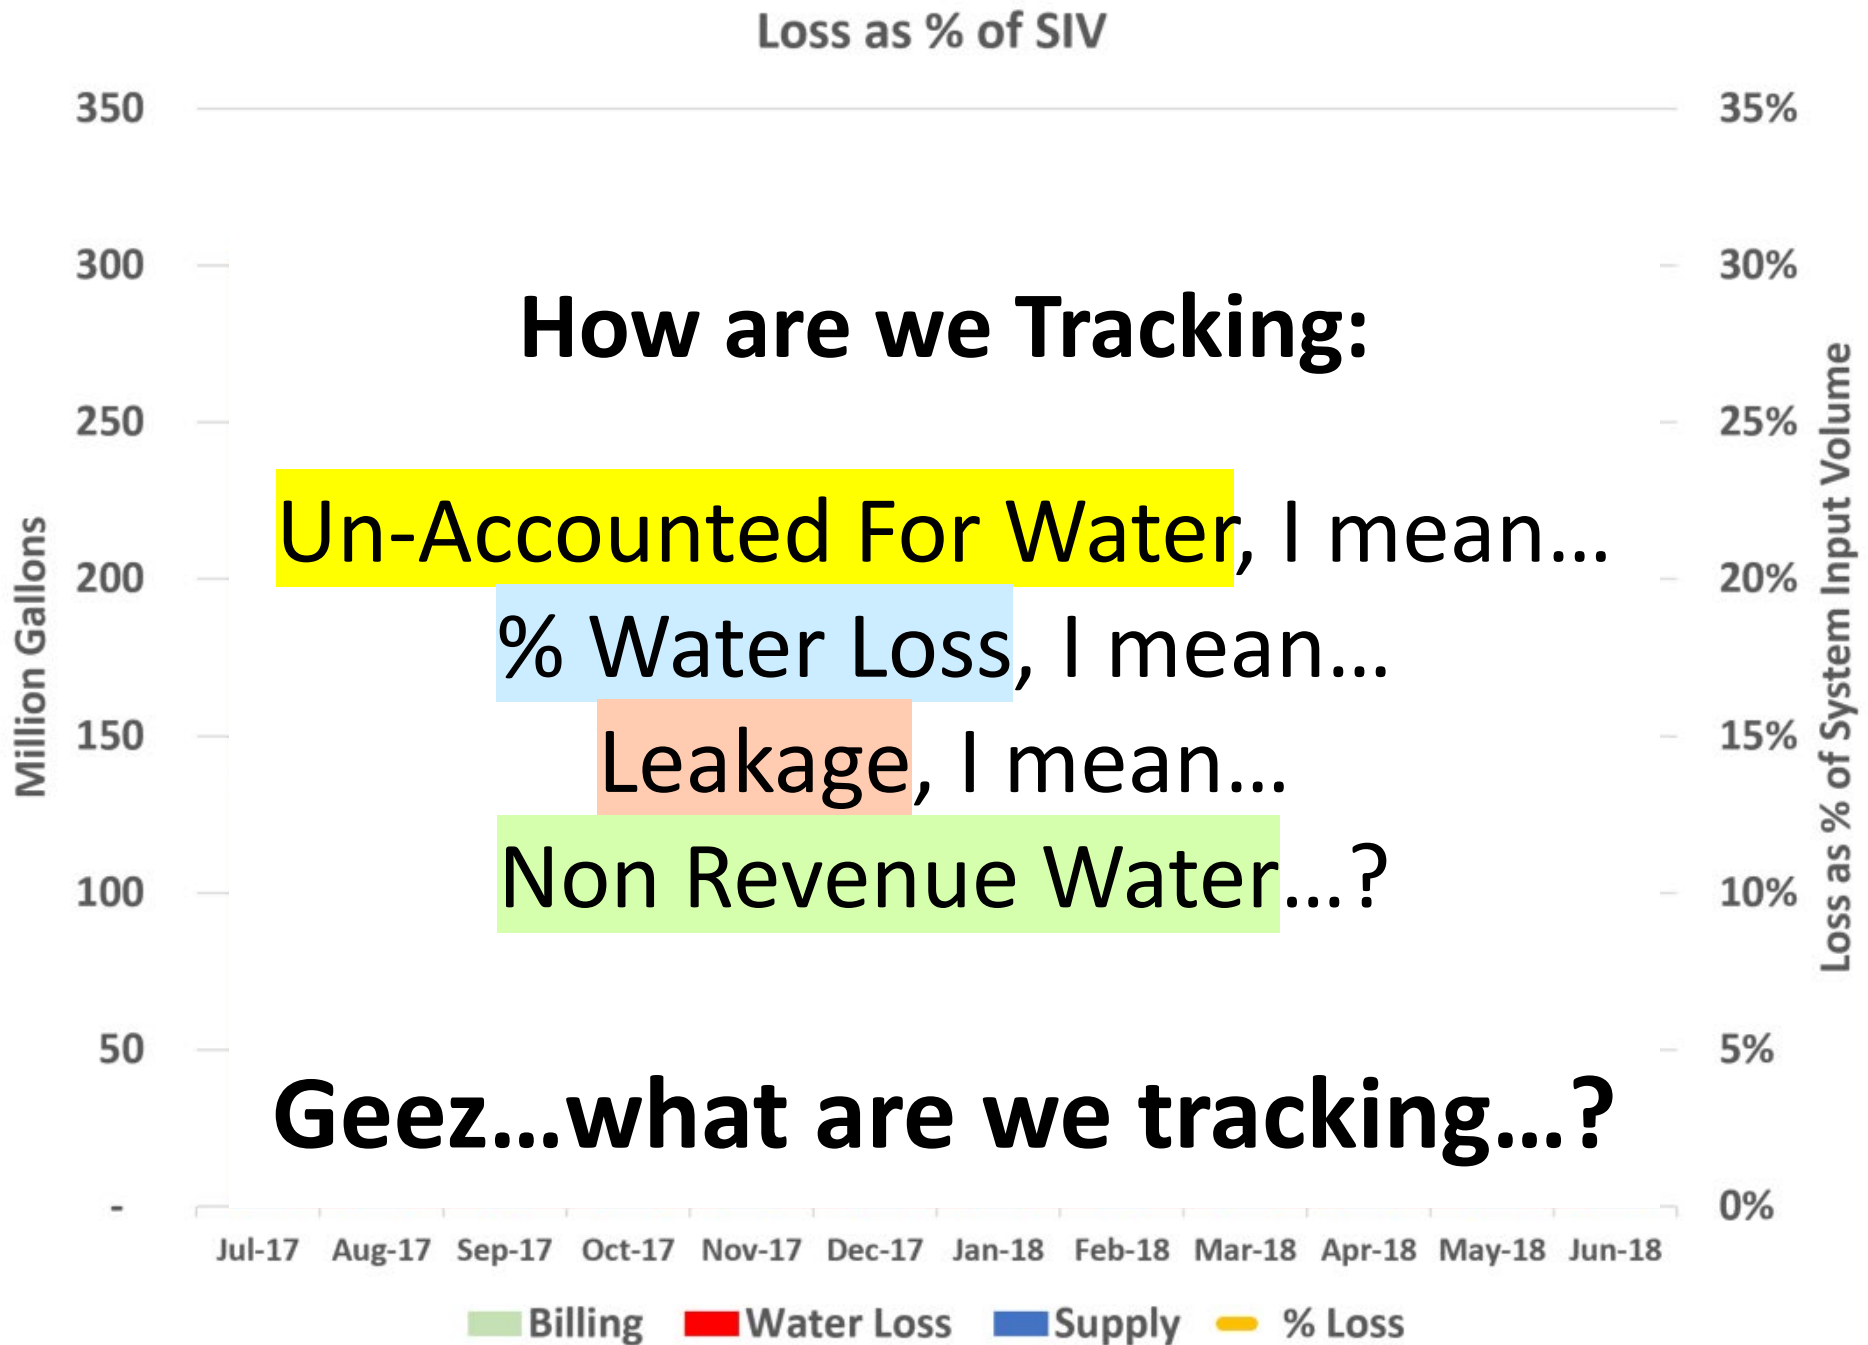 Loss as % of SIV
350
300
250
200
150
100
50
-
Million Gallons
35%
30%
25%
20%
15%
10%
5%
0%
Loss as % of System Input Volume
How are we Tracking:
Un-Accounted For Water, I mean...
% Water Loss, I mean...
Leakage, I mean...
Non Revenue Water...?
Geez...what are we tracking...?
Jul-17 Aug-17 Sep-17 Oct-17 Nov-17 Dec-17 Jan-18 Feb-18 Mar-18 Apr-18 May-18 Jun-18
Billing Water Loss Supply % Loss